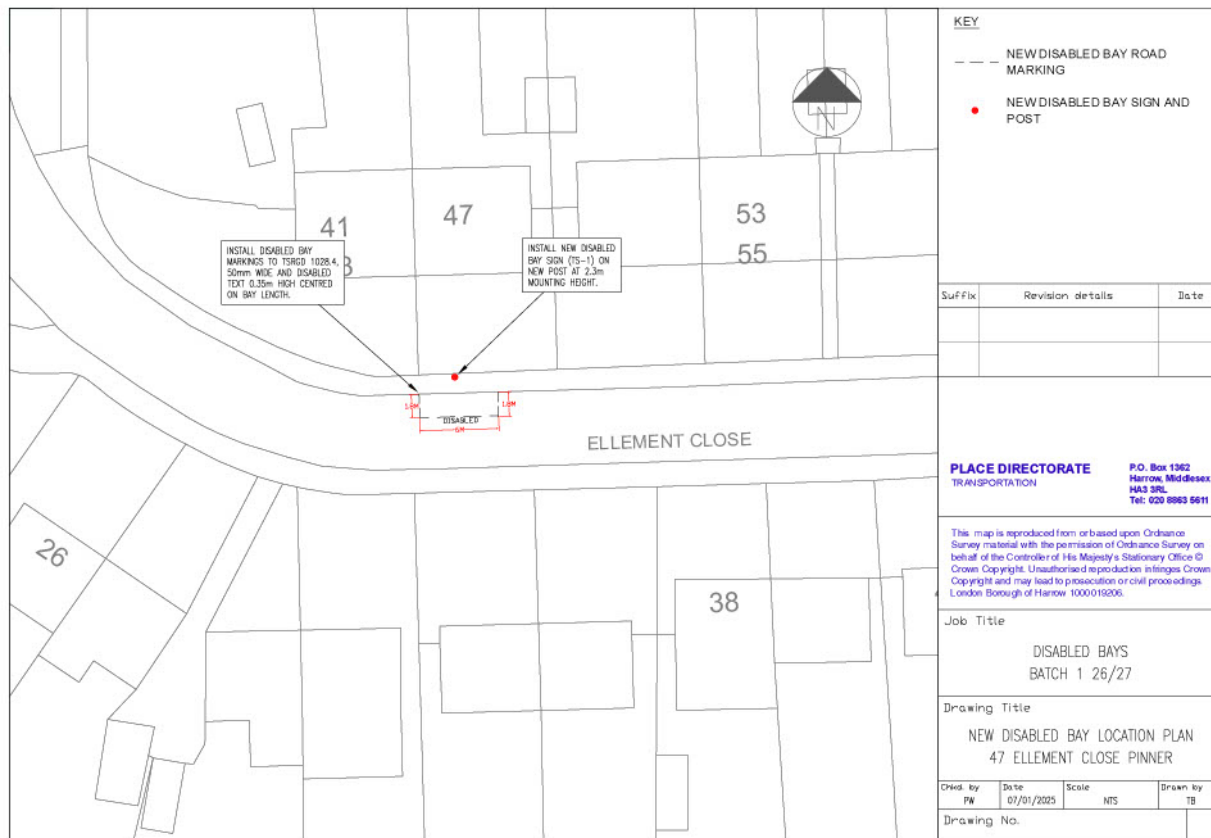 KEY
NEW DISABLED BAY ROAD
MARKING
NEW DISABLED BAY SIGN AND
POST
N
41
47
53
55
INSTALL DISABLED BAY
MARKINGS TO TSRGD 1028.4,
50mm WIDE AND DISABLED
TEXT 0.35m HIGH CENTRED
ON BAY LENGTH.
INSTALL NEW DISABLED
BAY SIGN (TS-1) ON
NEW POST AT 2.3m
MOUNTING HEIGHT.
1.8M
1.8M
DISABLED
6M
ELLEMENT CLOSE
26
38
Suffix Revision details Date
PLACE DIRECTORATE
TRANSPORTATION
P.O. Box 1362
Harrow, Middlesex
HA3 3RL
Tel: 020 8863 5611
This map is reproduced from or based upon Ordnance
Survey material with the permission of Ordnance Survey on
behalf of the Controller of His Majesty's Stationary Office ©
Crown Copyright. Unauthorised reproduction infringes Crown
Copyright and may lead to prosecution or civil proceedings.
London Borough of Harrow 1000019206.
Job Title
DISABLED BAYS
BATCH 1 26/27
Drawing Title
NEW DISABLED BAY LOCATION PLAN
47 ELLEMENT CLOSE PINNER
Chkd. by Date Scale Drawn by
PW 07/01/2025 NTS TB
Drawing No.